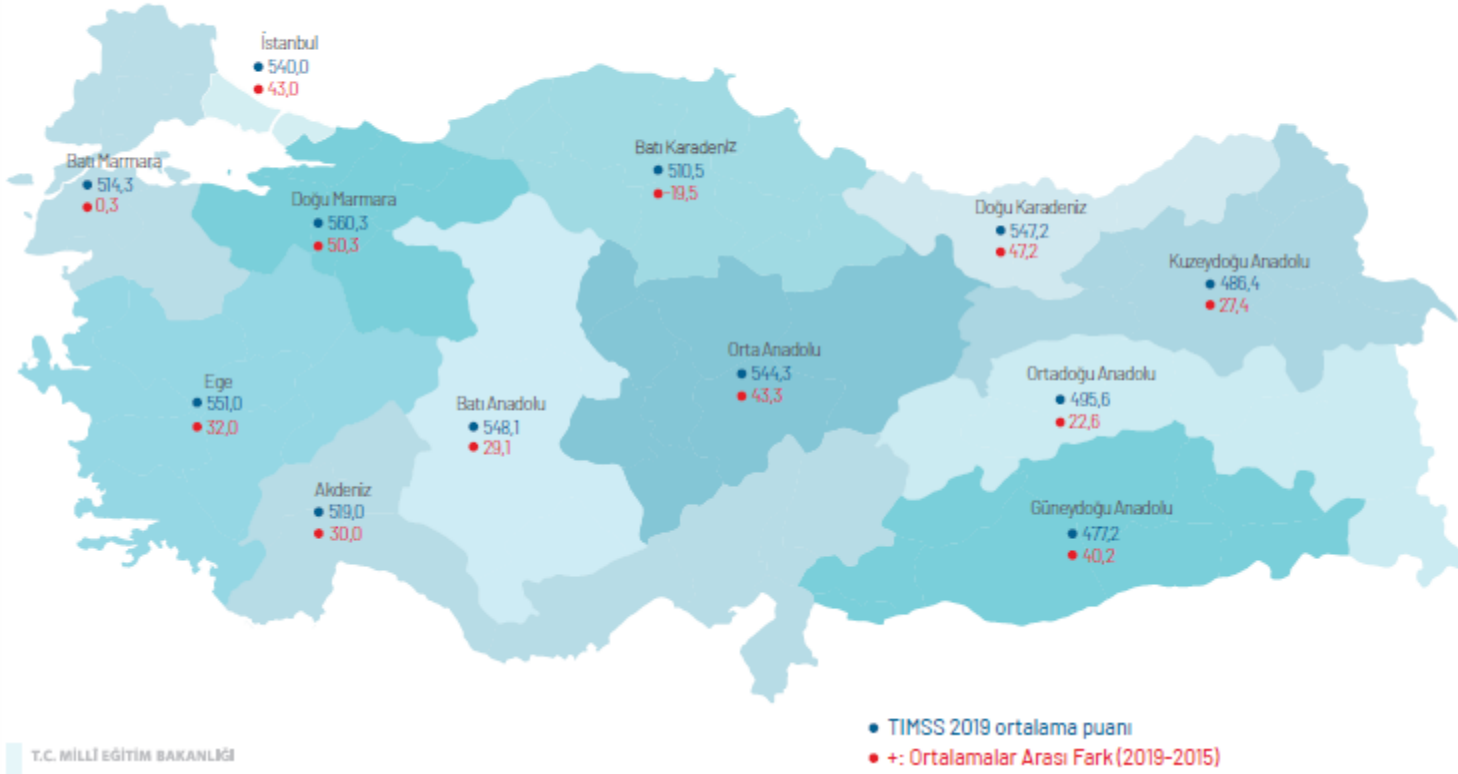 İstanbul
540,0
43,0
Batı Marmara
514,3
0,3
Doğu Marmara
560,3
50,3
Batı Karadeniz
510,5
-19,5
Doğu Karadeniz
547,2
47,2
Kuzeydoğu Anadolu
486,4
27,4
Orta Anadolu
544,3
43,3
Ortadoğu Anadolu
495,6
22,6
Ege
551,0
32,0
Batı Anadolu
548,1
29,1
Akdeniz
519,0
30,0
Güneydoğu Anadolu
477,2
40,2
TIMSS 2019 ortalama puanı
+: Ortalamalar Arası Fark (2019-2015)
T.C. MİLLÎ EĞİTİM BAKANLIĞI